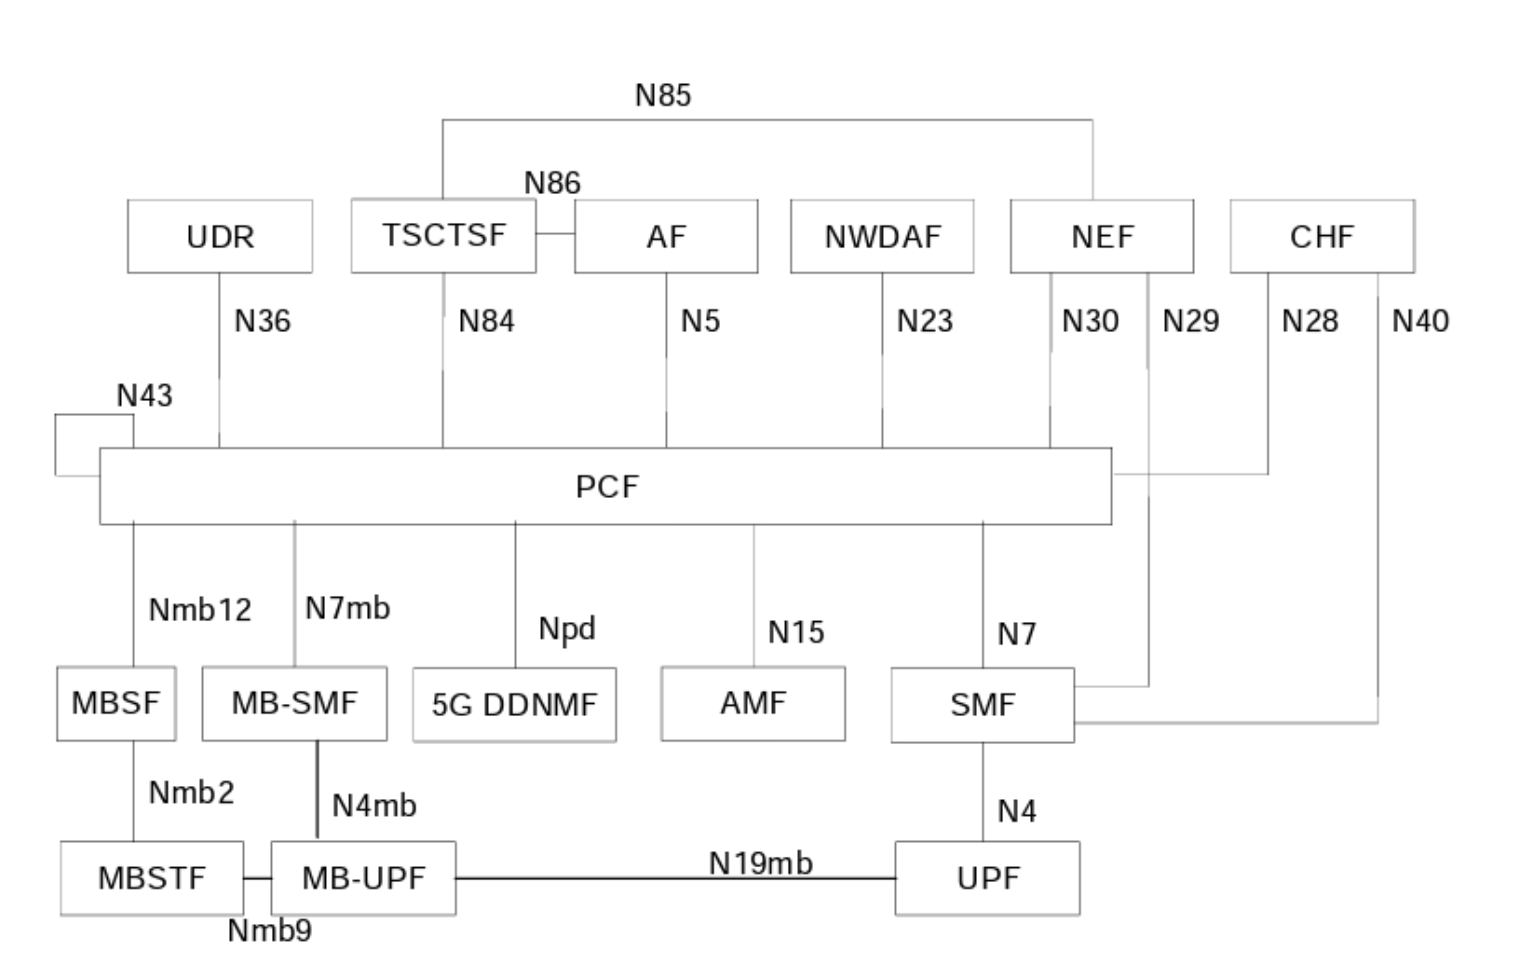 N85
N86
UDR
TSCTSF
AF
NWDAF
NEF
CHF
N36
N84
N5
N23
N30
N29
N28
N40
N43
PCF
Nmb12
N7mb
Npd
N15
N7
MBSF
MB-SMF
5G DDNMF
AMF
SMF
Nmb2
N4mb
N4
MBSTF
MB-UPF
N19mb
UPF
Nmb9